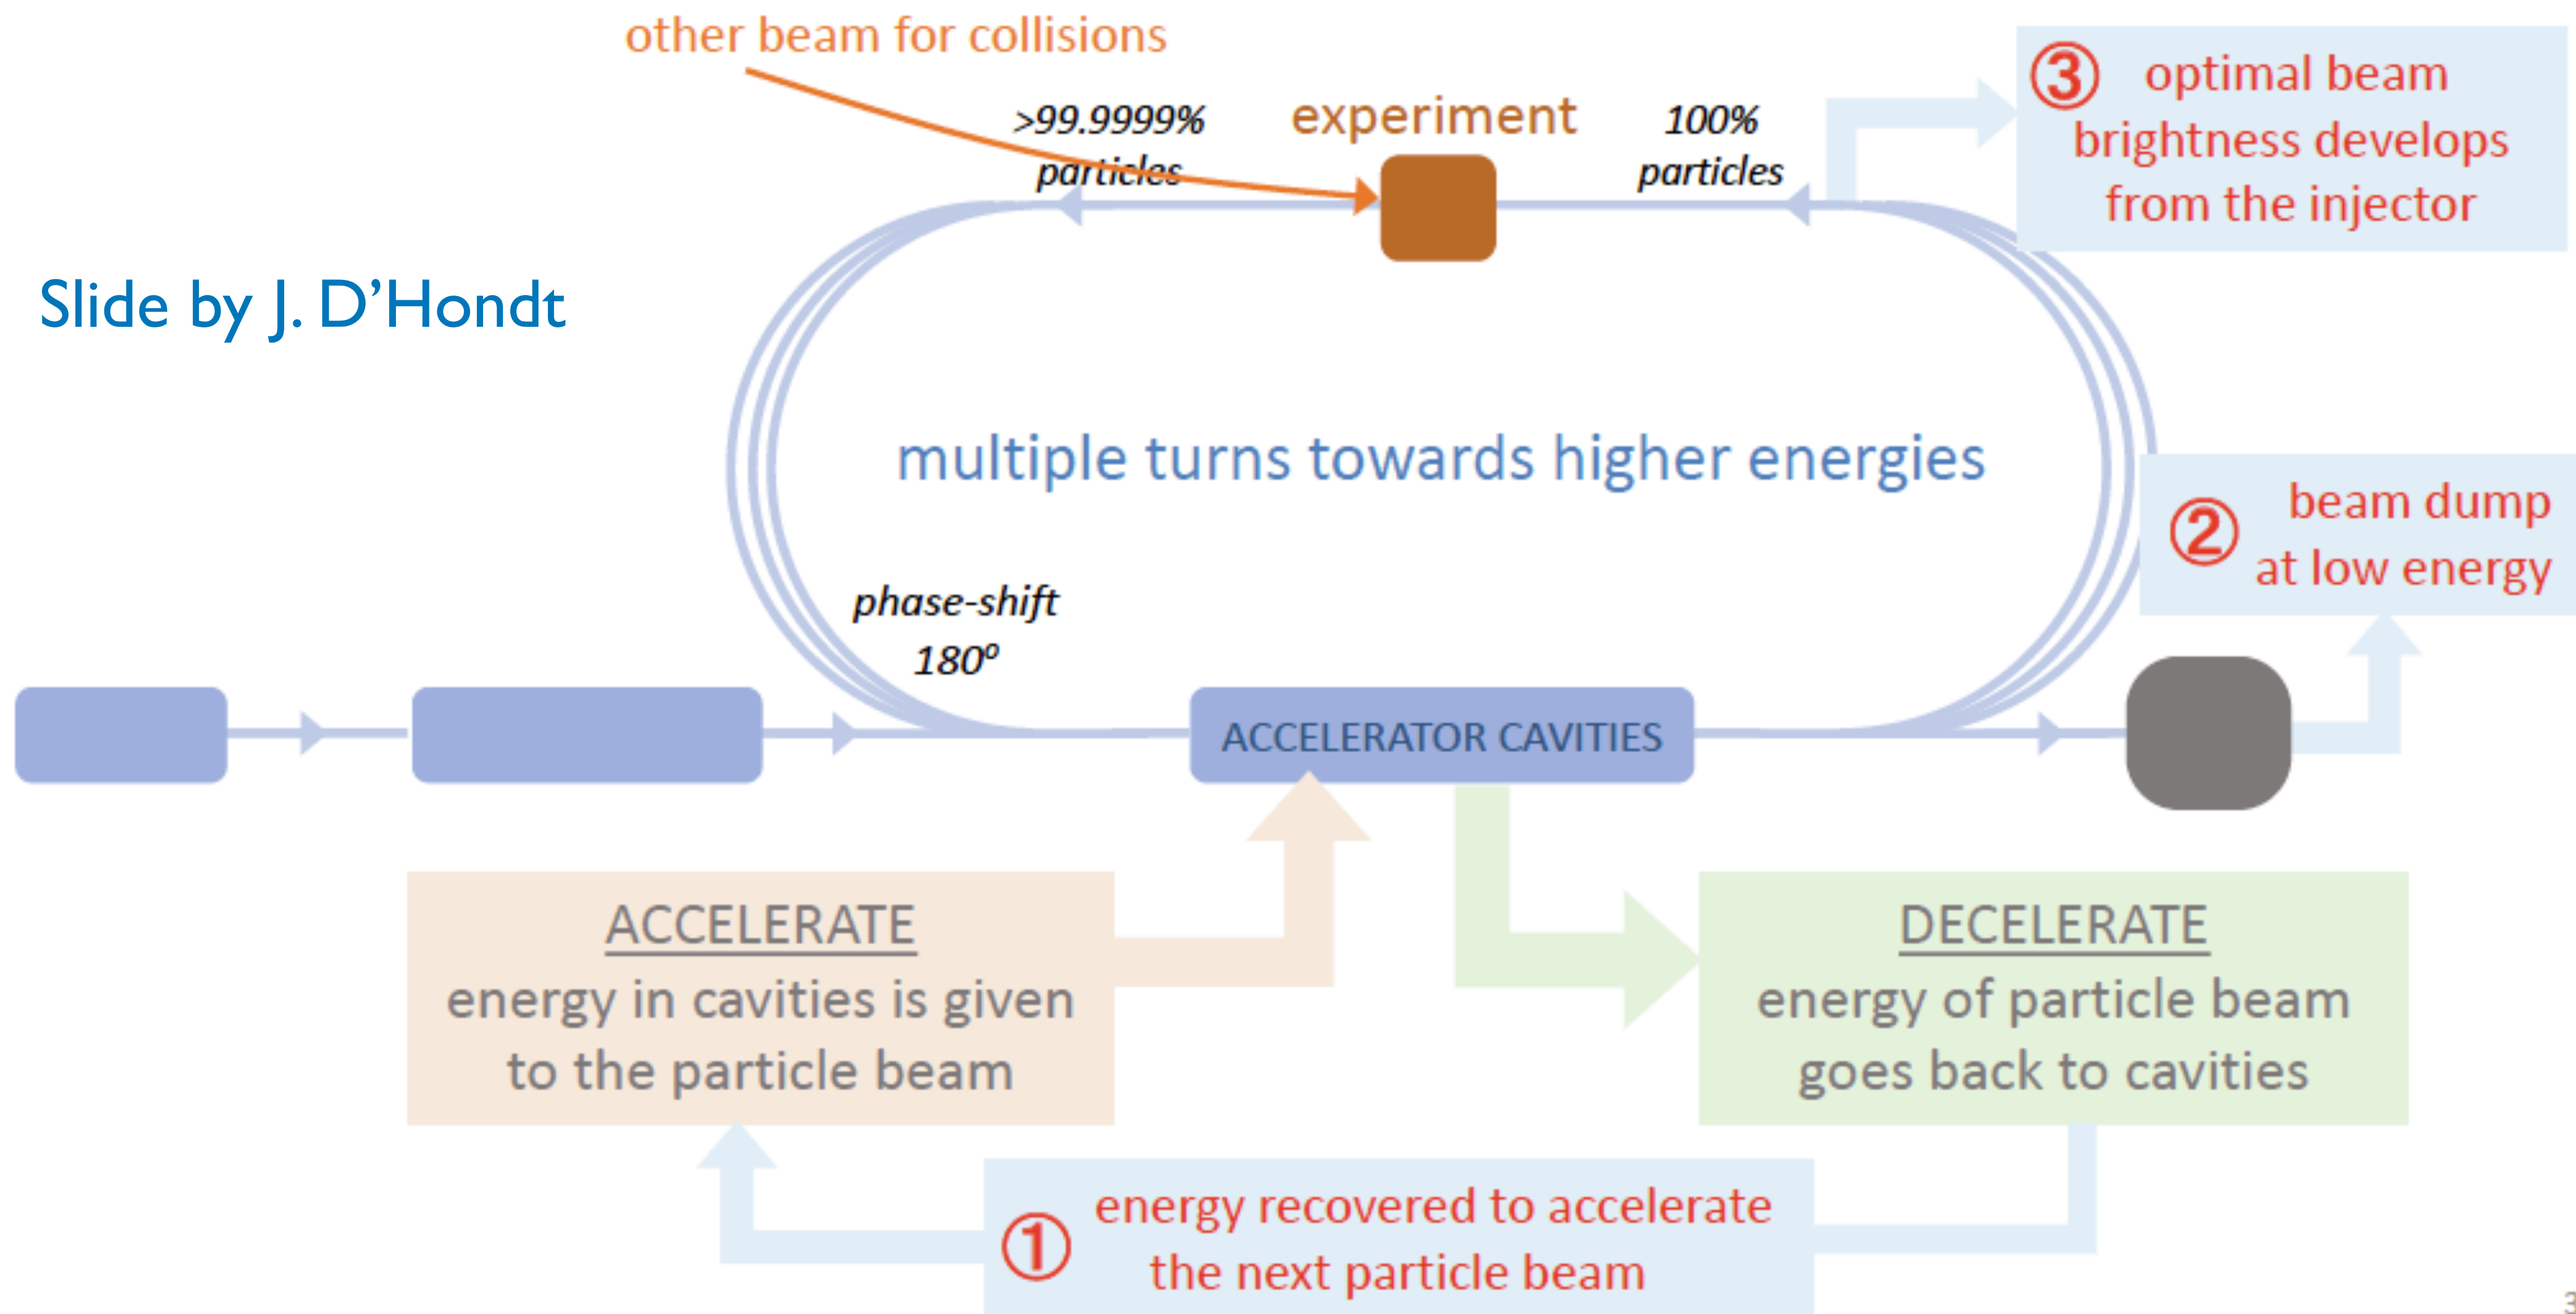 other beam for collisions
>99.9999%
particles
experiment
100%
particles
③ optimal beam
brightness develops
from the injector
Slide by J. D’Hondt
multiple turns towards higher energies
② beam dump
at low energy
phase-shift
180º
ACCELERATOR CAVITIES
ACCELERATE
energy in cavities is given
to the particle beam
DECELERATE
energy of particle beam
goes back to cavities
① energy recovered to accelerate
the next particle beam